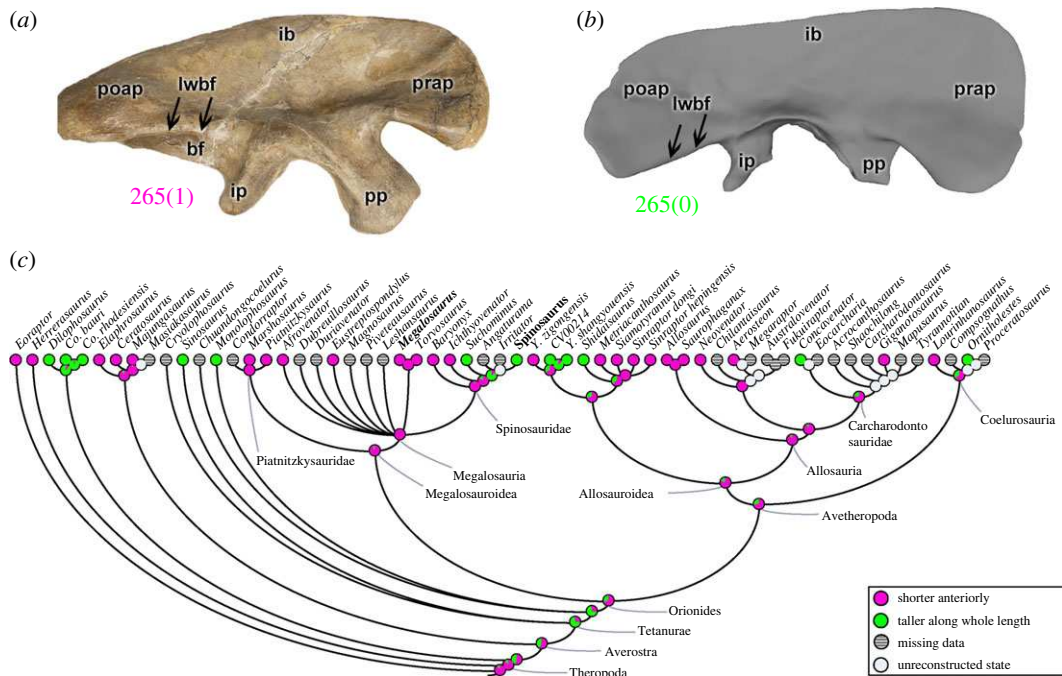 (a)
ib
poap
lwbf
prap
bf
ip
pp
265(1)
(b)
ib
poap
lwbf
prap
ip
pp
265(0)
(c)
Eoraptor
Herrerasaurus
Dilophosaurus
Co. bauri
Co. rhodesiensis
Elaphrosaurus
Ceratosaurus
Majungasaurus
Masiakasaurus
Cryolophosaurus
Sinosaurus
Chuandongocoelurus
Monolophosaurus
Condorraptor
Marshosaurus
Piatnitzkysaurus
Afrovenator
Dubreuillosaurus
Duriavenator
Eustreptospondylus
Magnosaurus
Piveteausaurus
Leshansaurus
Megalosaurus
Torvosaurus
Baryonyx
Ichthyovenator
Suchomimus
Angaturama
Irritator
Spinosaurus
Y. zigongensis
CV00214
Y. shangyouensis
Shidaisaurus
Metriacanthosaurus
Siamotyrannus
Sinraptor dongi
Sinraptor hepingensis
Allosaurus
Saurophaganax
Neovenator
Chilantaisaurus
Aerosteon
Megaraptor
Australovenator
Fukuiraptor
Concavenator
Eocarcharia
Acrocanthosaurus
Shaochilong
Carcharodontosaurus
Giganotosaurus
Mapusaurus
Tyrannotitan
Lourinhanosaurus
Compsognathus
Ornitholestes
Proceratosaurus
Piatnitzkysauridae
Megalosauria
Megalosauroidea
Spinosauridae
Allosauroidea
Carcharodonto
sauridae
Allosauria
Coelurosauria
Avetheropoda
Orionides
Tetanurae
Averostra
Theropoda
shorter anteriorly
taller along whole length
missing data
unreconstructed state